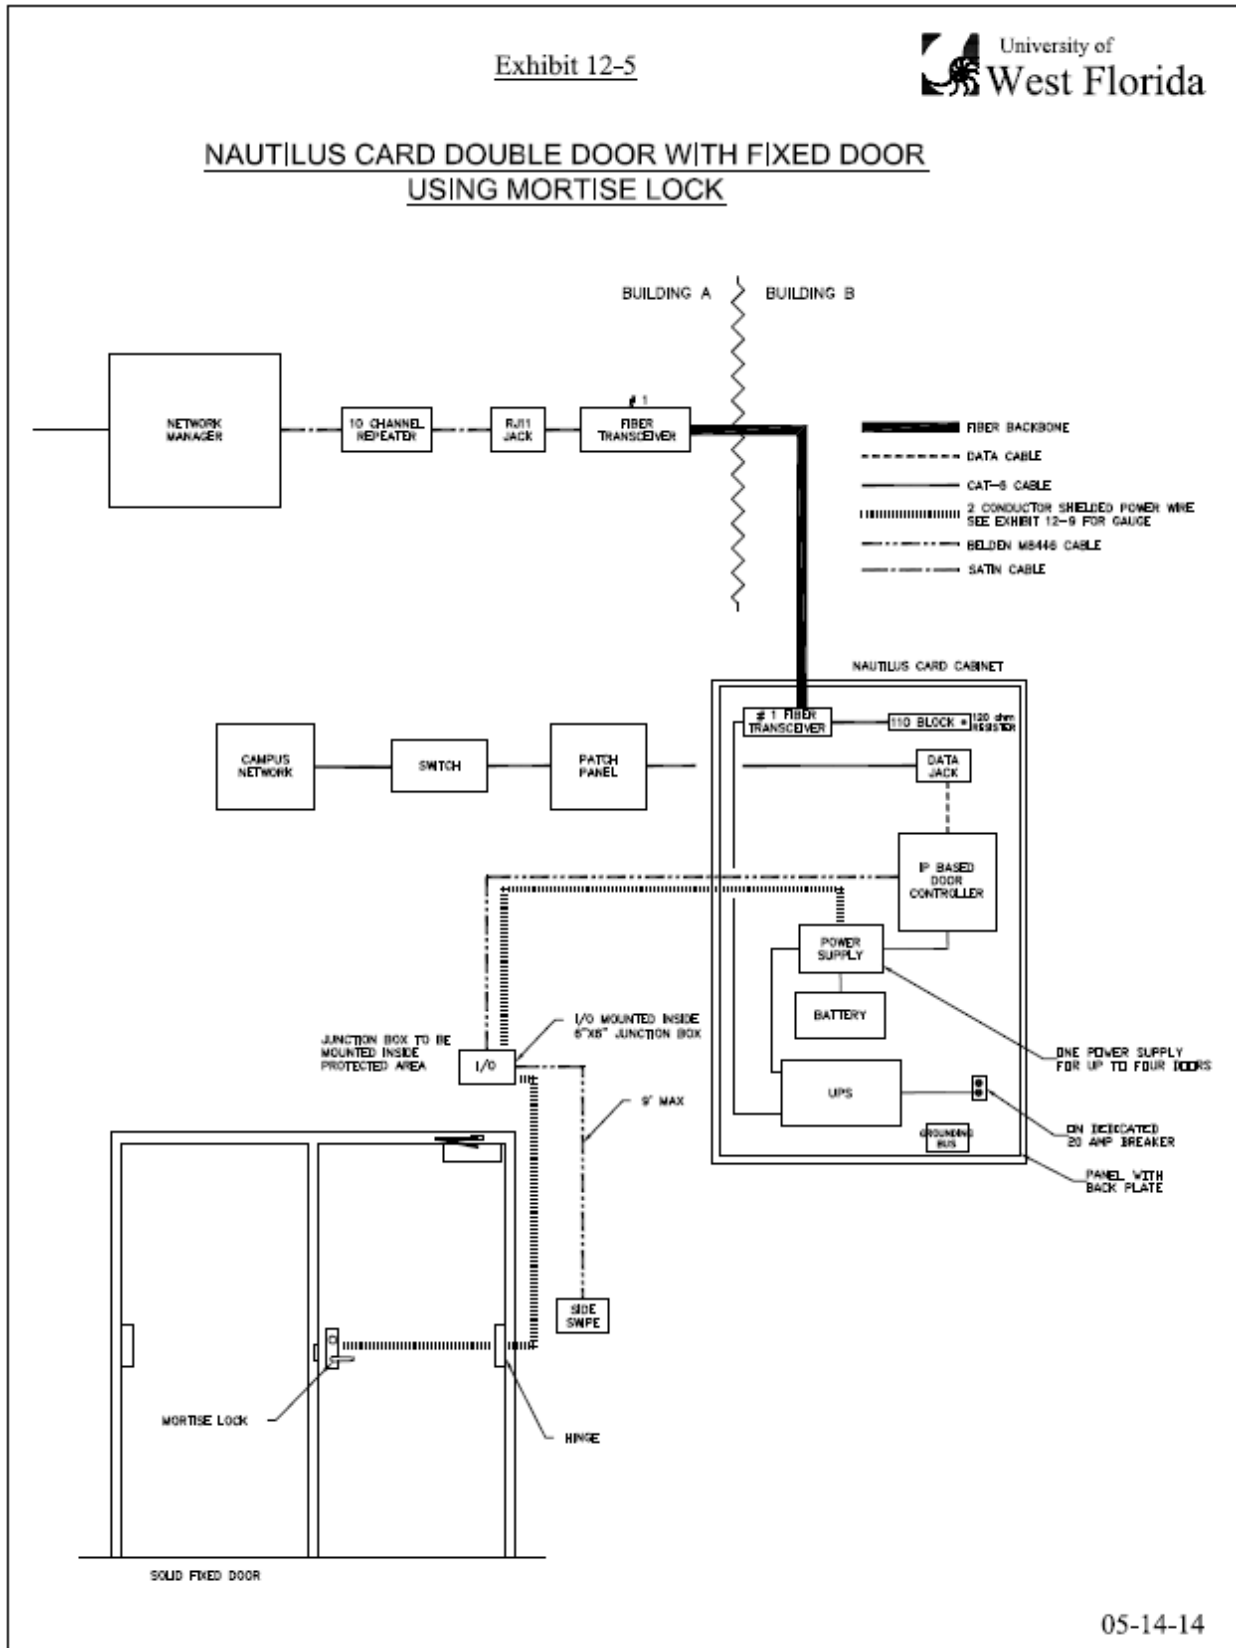 Exhibit 12-5
University of
West Florida
NAUTILUS CARD DOUBLE DOOR WITH FIXED DOOR
USING MORTISE LOCK
BUILDING A
BUILDING B
NETWORK
MANAGER
10 CHANNEL
REPEATER
RJ11
JACK
# 1
FIBER
TRANSCEIVER
FIBER BACKBONE
DATA CABLE
CAT-6 CABLE
2 CONDUCTOR SHIELDED POWER WIRE
SEE EXHIBIT 12-9 FOR GAUGE
BELDEN M8446 CABLE
SATIN CABLE
NAUTILUS CARD CABINET
# 1 FIBER
TRANSCEIVER
110 BLOCK *
120 ohm
RESISTER
CAMPUS
NETWORK
SWITCH
PATCH
PANEL
DATA
JACK
IP BASED
DOOR
CONTROLLER
POWER
SUPPLY
BATTERY
UPS
GROUNDING
BUS
ONE POWER SUPPLY
FOR UP TO FOUR DOORS
ON DEDICATED
20 AMP BREAKER
PANEL WITH
BACK PLATE
JUNCTION BOX TO BE
MOUNTED INSIDE
PROTECTED AREA
I/O MOUNTED INSIDE
6"X6" JUNCTION BOX
I/O
9' MAX
SIDE
SWIPE
MORTISE LOCK
HINGE
SOLID FIXED DOOR
05-14-14